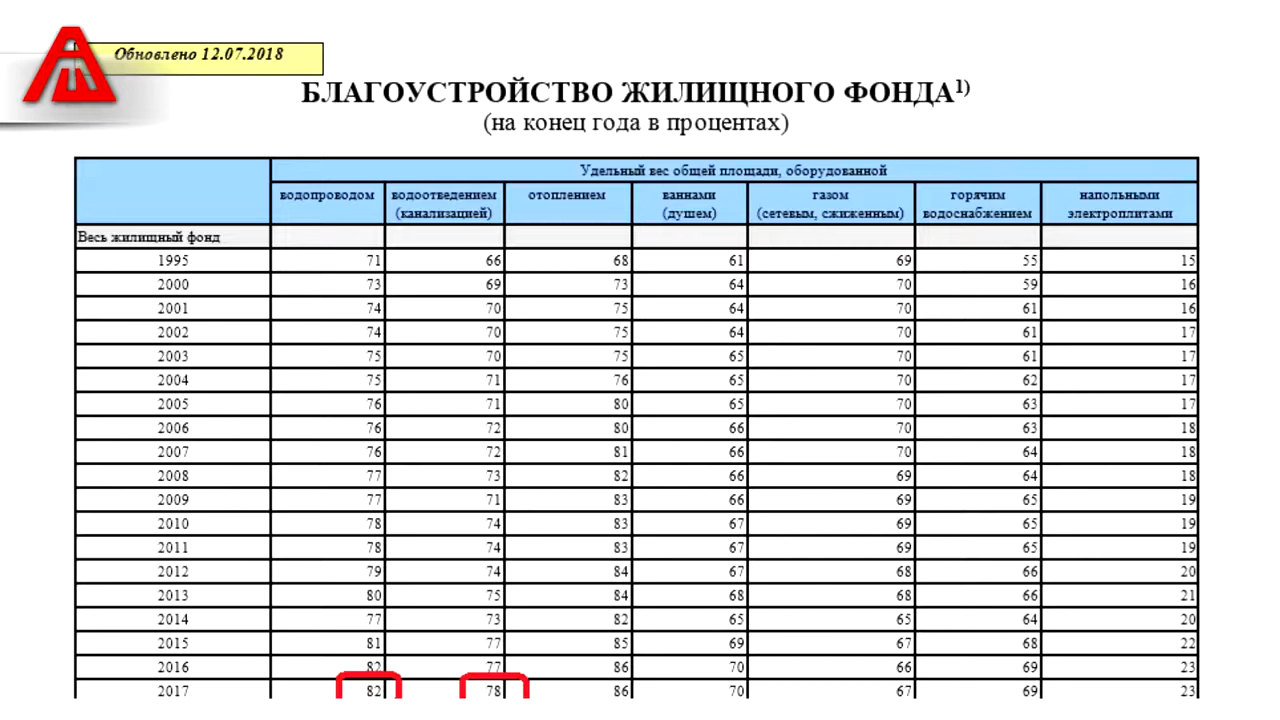 Обновлено 12.07.2018
БЛАГОУСТРОЙСТВО ЖИЛИЩНОГО ФОНДА1)
(на конец года в процентах)
Удельный вес общей площади, оборудованной
водопроводом водоотведением (канализацией) отоплением ваннами (душем) газом (сетевым, сжиженным) горячим водоснабжением напольными электроплитами
Весь жилищный фонд
1995 71 66 68 61 69 55 15
2000 73 69 73 64 70 59 16
2001 74 70 75 64 70 61 16
2002 74 70 75 64 70 61 17
2003 75 70 75 65 70 61 17
2004 75 71 76 65 70 62 17
2005 76 71 80 65 70 63 17
2006 76 72 80 66 70 63 18
2007 76 72 81 66 70 64 18
2008 77 73 82 66 69 64 18
2009 77 71 83 66 69 65 19
2010 78 74 83 67 69 65 19
2011 78 74 83 67 69 65 19
2012 79 74 84 67 68 66 20
2013 80 75 84 68 68 66 21
2014 77 73 82 65 65 64 20
2015 81 77 85 69 67 68 22
2016 82 77 86 70 66 69 23
2017 82 78 86 70 67 69 23